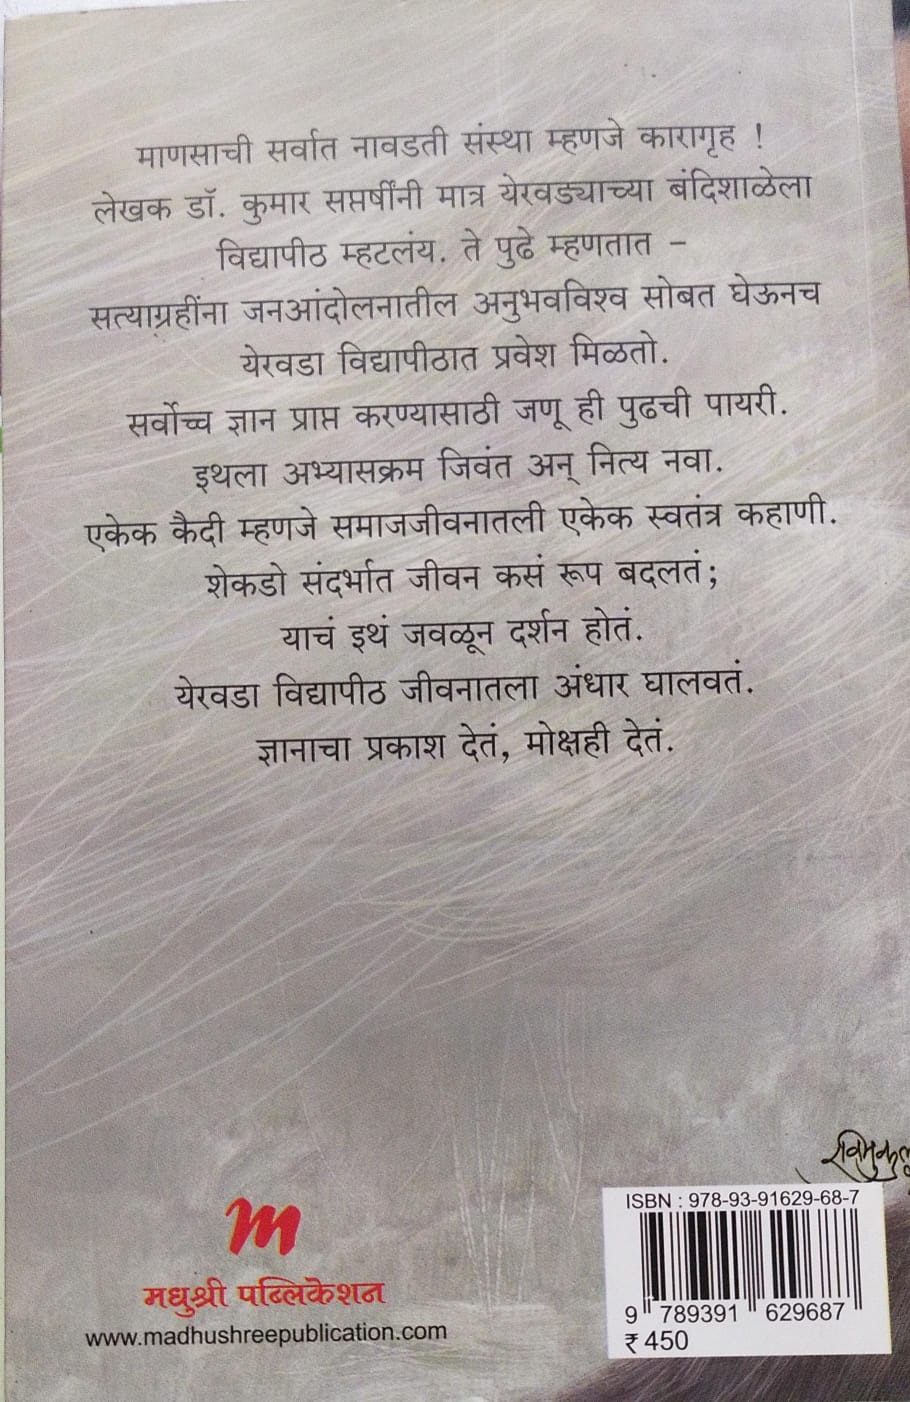 माणसाची सर्वात नावडती संस्था म्हणजे कारागृह !
लेखक डॉ. कुमार सप्तर्षींनी मात्र येरवड्याच्या बंदिशाळेला
विद्यापीठ म्हटलंय. ते पुढे म्हणतात –
सत्याग्रहींना जनआंदोलनातील अनुभवविश्व सोबत घेऊनच
येरवडा विद्यापीठात प्रवेश मिळतो.
सर्वोच्च ज्ञान प्राप्त करण्यासाठी जणू ही पुढची पायरी.
इथला अभ्यासक्रम जिवंत अन् नित्य नवा.
एकेक कैदी म्हणजे समाजजीवनातली एकेक स्वतंत्र कहाणी.
शेकडो संदर्भात जीवन कसं रूप बदलतं;
याचं इथं जवळून दर्शन होतं.
येरवडा विद्यापीठ जीवनातला अंधार घालवतं.
ज्ञानाचा प्रकाश देतं, मोक्षही देतं.
रविमुकुल
m
मधुश्री पब्लिकेशन
www.madhushreepublication.com
ISBN : 978-93-91629-68-7
9 789391 629687
₹ 450